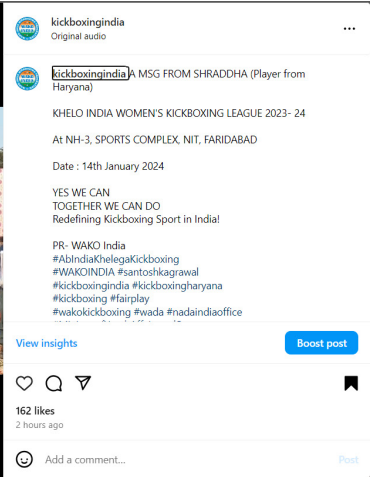 kickboxingindia
Original audio
kickboxingindia A MSG FROM SHRADDHA (Player from
Haryana)
KHELO INDIA WOMEN'S KICKBOXING LEAGUE 2023- 24
At NH-3, SPORTS COMPLEX, NIT, FARIDABAD
Date : 14th January 2024
YES WE CAN
TOGETHER WE CAN DO
Redefining Kickboxing Sport in India!
PR- WAKO India
#AbIndiaKhelegaKickboxing
#WAKOINDIA #santoshkagrawal
#kickboxingindia #kickboxingharyana
#kickboxing #fairplay
#wakokickboxing #wada #nadaindiaoffice
View insights
Boost post
162 likes
2 hours ago
Add a comment...
Post